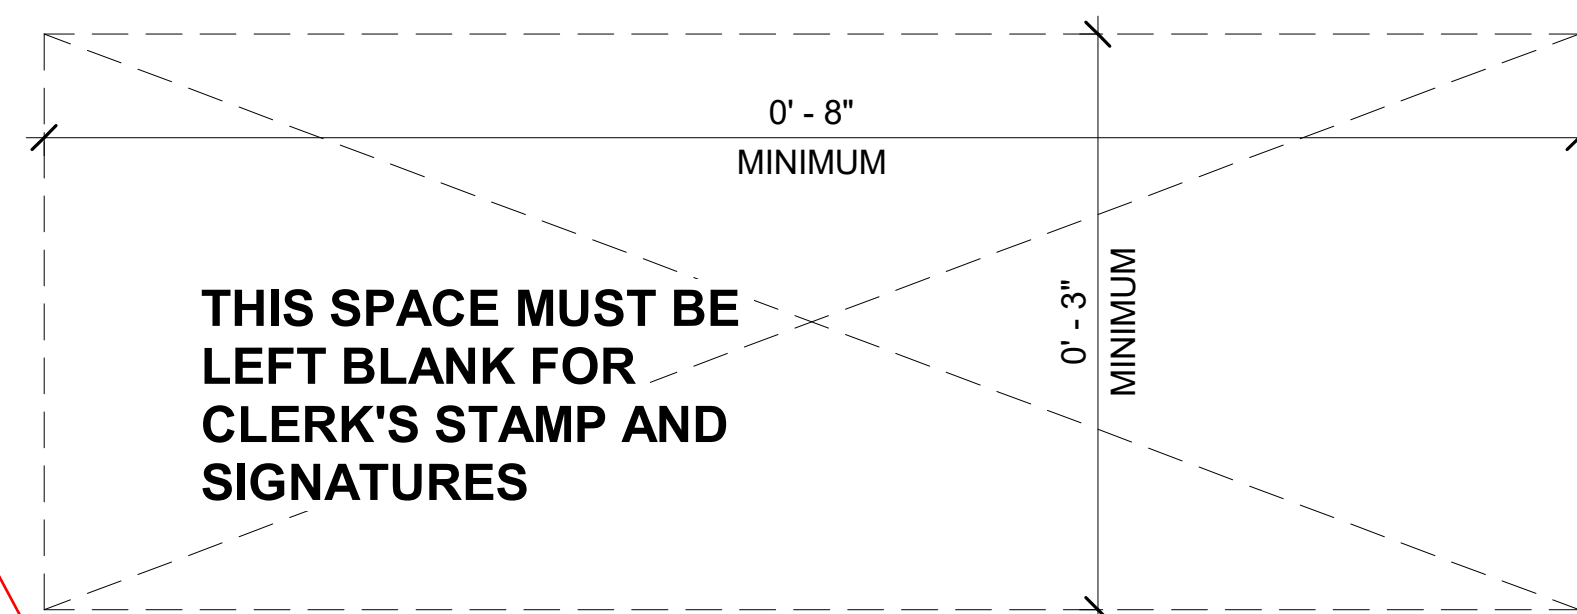 0' - 8"
MINIMUM
0' - 3"
MINIMUM
THIS SPACE MUST BE
LEFT BLANK FOR
CLERK'S STAMP AND
SIGNATURES